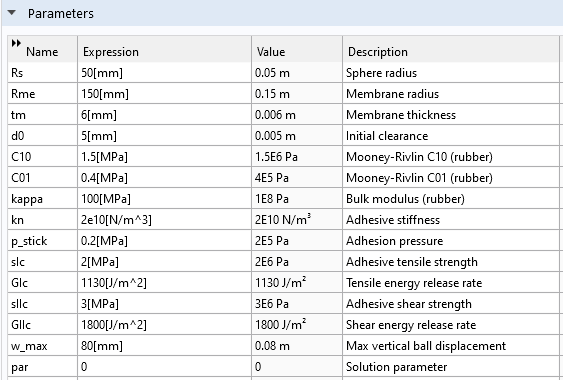 Parameters
Name Expression Value Description
Rs 50[mm] 0.05 m Sphere radius
Rme 150[mm] 0.15 m Membrane radius
tm 6[mm] 0.006 m Membrane thickness
d0 5[mm] 0.005 m Initial clearance
C10 1.5[MPa] 1.5E6 Pa Mooney-Rivlin C10 (rubber)
C01 0.4[MPa] 4E5 Pa Mooney-Rivlin C01 (rubber)
kappa 100[MPa] 1E8 Pa Bulk modulus (rubber)
kn 2e10[N/m^3] 2E10 N/m³ Adhesive stiffness
p_stick 0.2[MPa] 2E5 Pa Adhesion pressure
sIc 2[MPa] 2E6 Pa Adhesive tensile strength
GIc 1130[J/m^2] 1130 J/m² Tensile energy release rate
sIIc 3[MPa] 3E6 Pa Adhesive shear strength
GIIc 1800[J/m^2] 1800 J/m² Shear energy release rate
w_max 80[mm] 0.08 m Max vertical ball displacement
par 0 0 Solution parameter